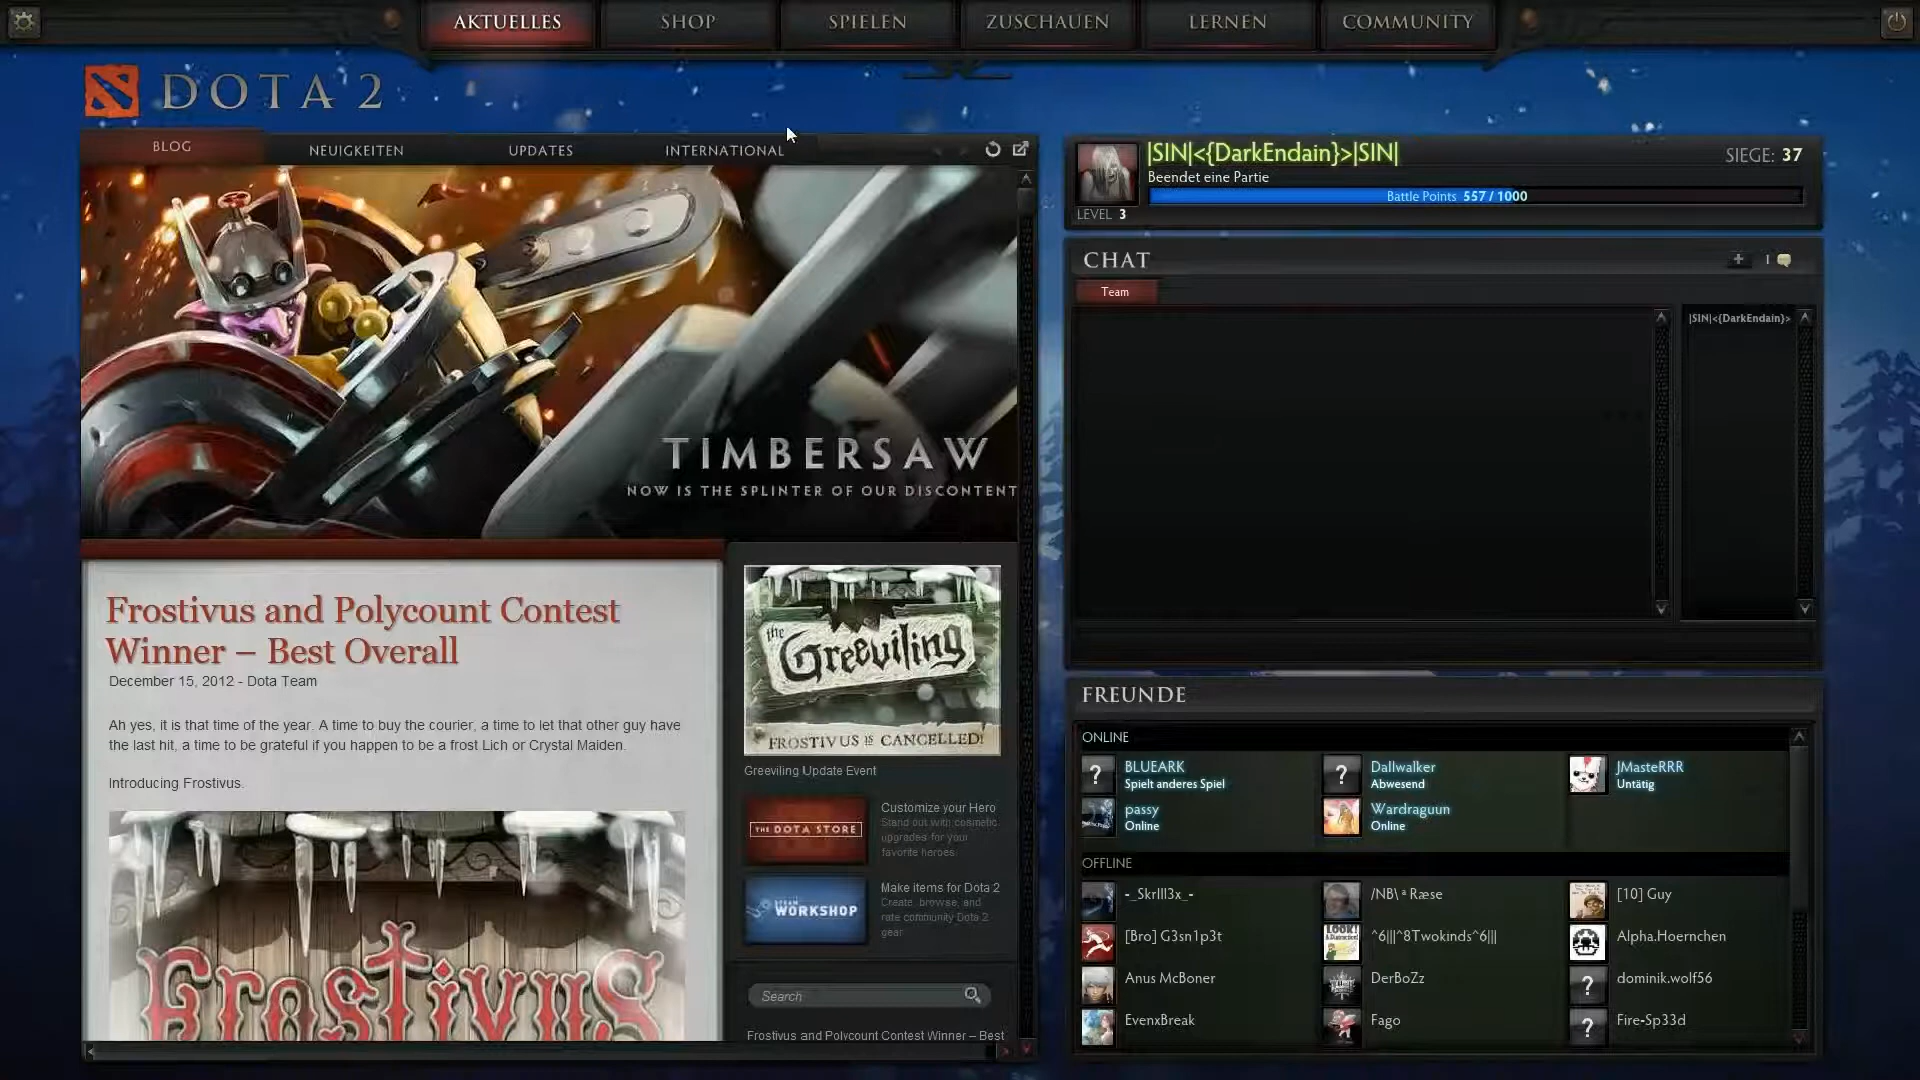 AKTUELLES
SHOP
SPIELEN
ZUSCHAUEN
LERNEN
COMMUNITY
DOTA 2
BLOG
NEUIGKEITEN
UPDATES
INTERNATIONAL
TIMBERSAW
NOW IS THE SPLINTER OF OUR DISCONTENT
Frostivus and Polycount Contest
Winner – Best Overall
December 15, 2012 - Dota Team
Ah yes, it is that time of the year. A time to buy the courier, a time to let that other guy have
the last hit, a time to be grateful if you happen to be a frost Lich or Crystal Maiden.
Introducing Frostivus.
Frostivus
the
Greeviling
FROSTIVUS IS CANCELLED!
Greeviling Update Event
THE DOTA STORE
Customize your Hero
Stand out with cosmetic
upgrades for your
favorite heroes.
STEAM
WORKSHOP
Make items for Dota 2
Create, browse, and
rate community Dota 2
gear
Search
Frostivus and Polycount Contest Winner – Best
|SIN|<{DarkEndain}>|SIN|
SIEGE: 37
Beendet eine Partie
Battle Points 557 / 1000
LEVEL 3
CHAT
1
Team
|SIN|<{DarkEndain}>
FREUNDE
ONLINE
BLUEARK
Spielt anderes Spiel
Dallwalker
Abwesend
JMasteRRR
Untätig
passy
Online
Wardraguun
Online
OFFLINE
-_Skrlll3x_-
/NB\ ª Ræse
[10] Guy
[Bro] G3sn1p3t
^6|||^8Twokinds^6|||
Alpha.Hoernchen
Anus McBoner
DerBoZz
dominik.wolf56
EvenxBreak
Fago
Fire-Sp33d